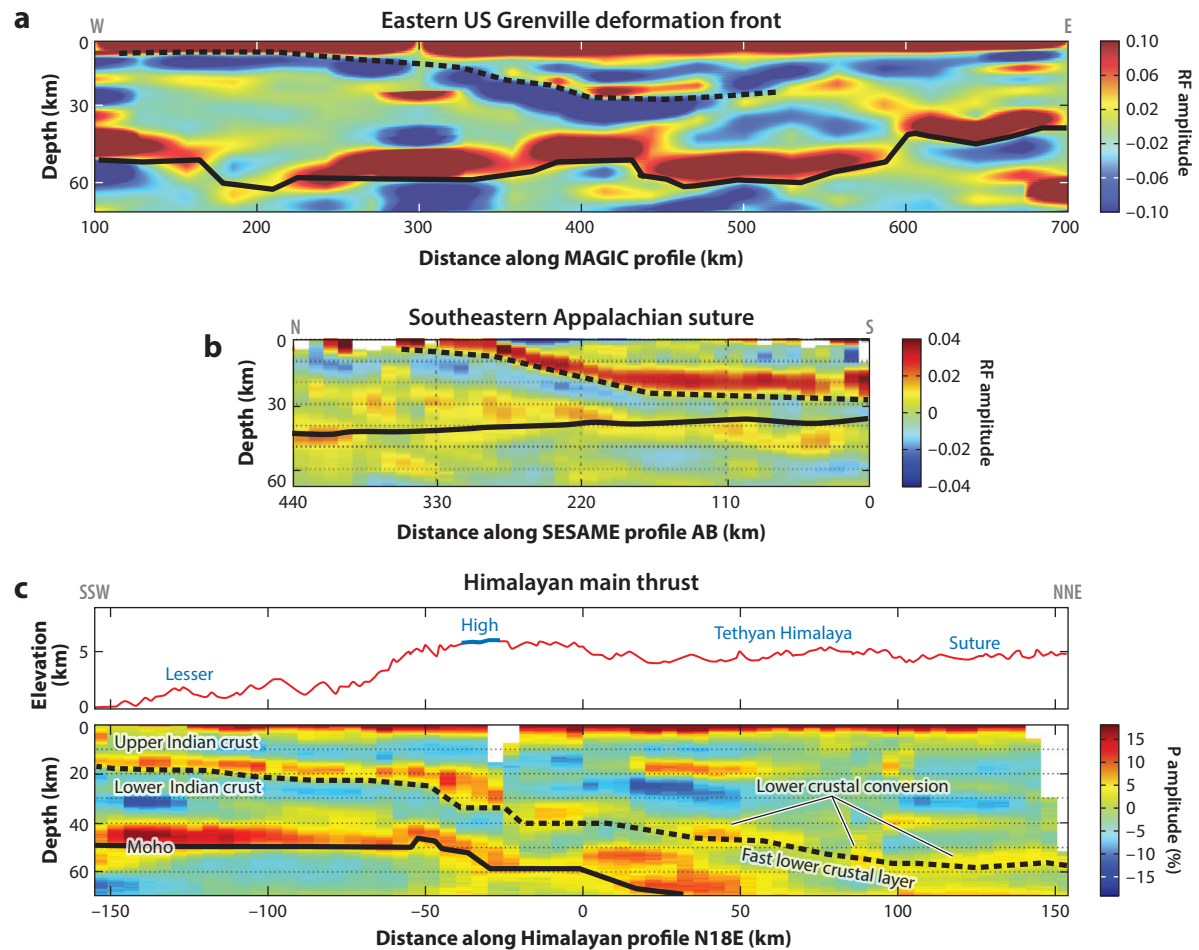 a
Eastern US Grenville deformation front
W
E
0
30
60
Depth (km)
100
200
300
400
500
600
700
Distance along MAGIC profile (km)
0.10
0.06
0.02
−0.02
−0.06
−0.10
RF amplitude
b
Southeastern Appalachian suture
N
S
0
30
60
Depth (km)
440
330
220
110
0
Distance along SESAME profile AB (km)
0.04
0.02
0
−0.02
−0.04
RF amplitude
c
Himalayan main thrust
SSW
NNE
Elevation
(km)
5
0
Lesser
High
Tethyan Himalaya
Suture
Depth (km)
0
20
40
60
Upper Indian crust
Lower Indian crust
Moho
Lower crustal conversion
Fast lower crustal layer
−150
−100
−50
0
50
100
150
Distance along Himalayan profile N18E (km)
15
10
5
0
−5
−10
−15
P amplitude (%)